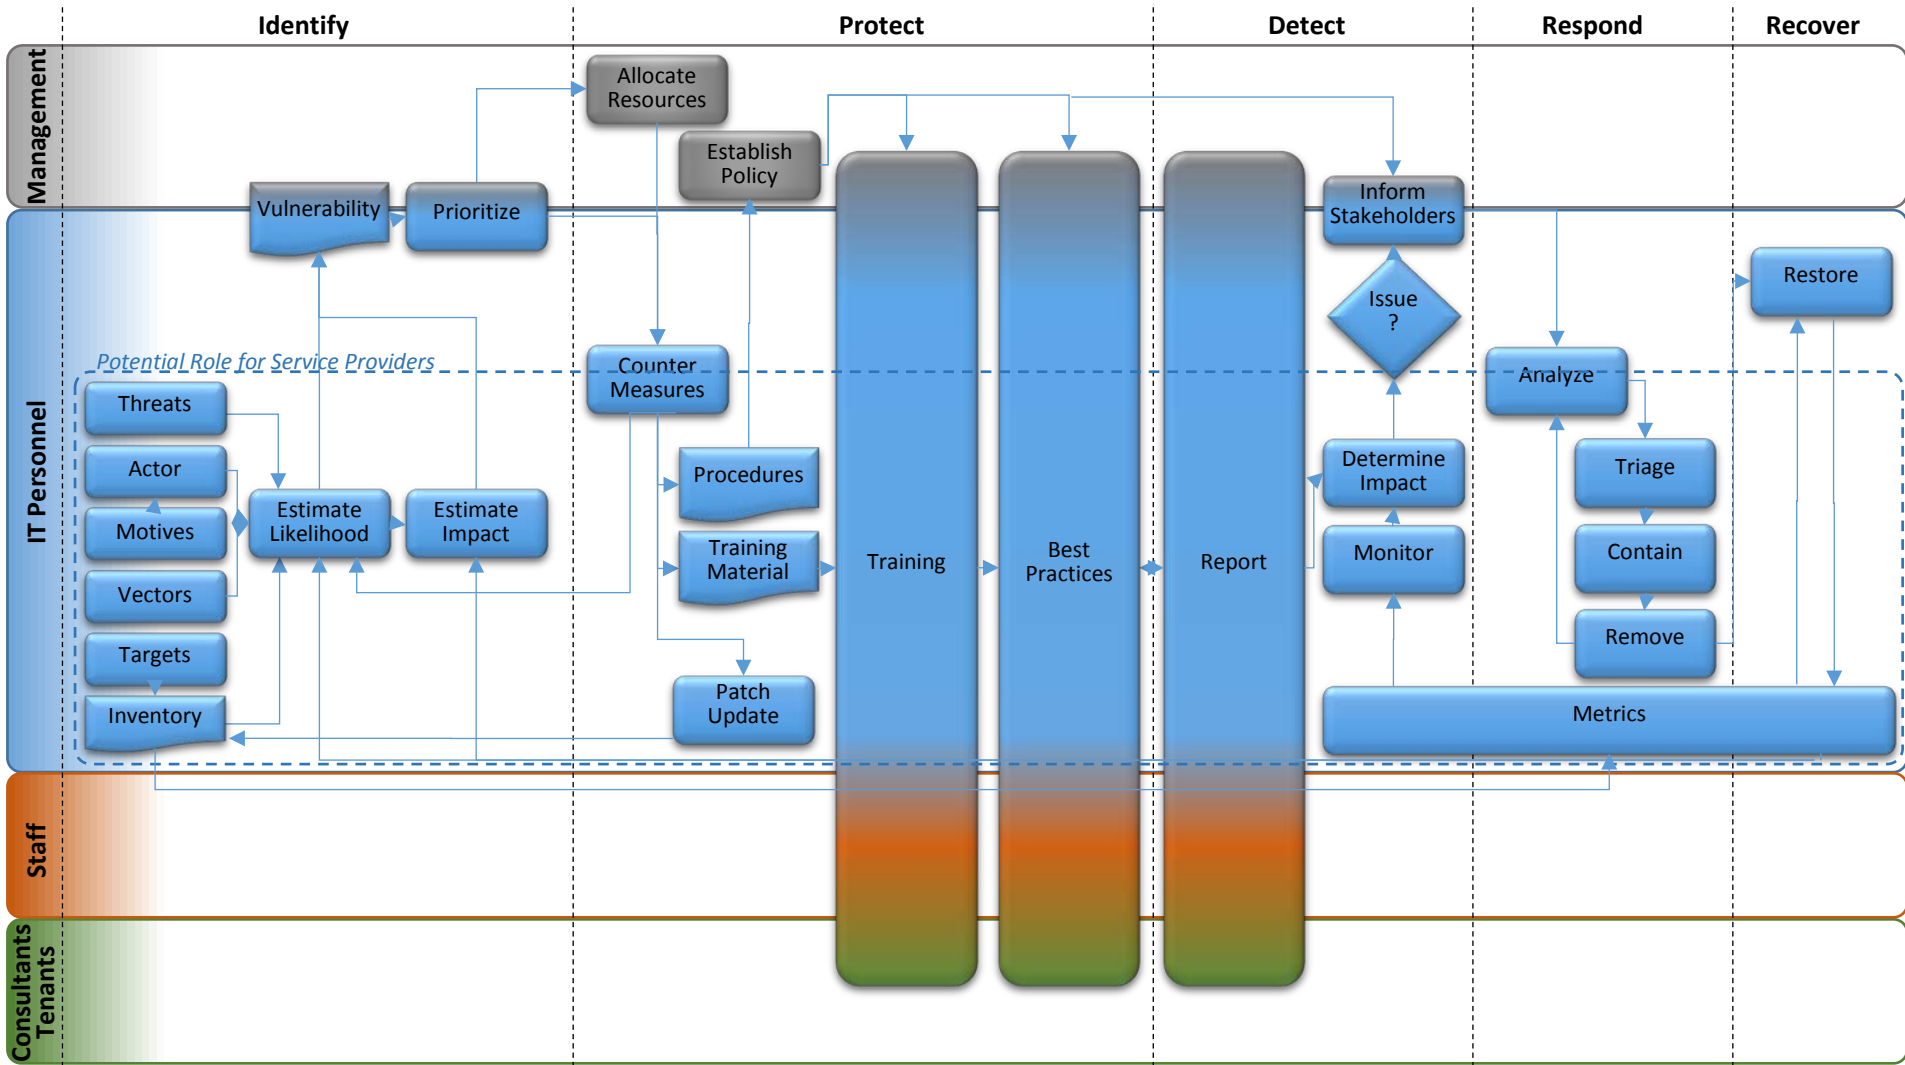 Identify
Protect
Detect
Respond
Recover
Management
Allocate
Resources
Establish
Policy
Vulnerability
Prioritize
Inform
Stakeholders
IT Personnel
Issue
?
Restore
Potential Role for Service Providers
Counter
Measures
Analyze
Threats
Actor
Motives
Vectors
Targets
Inventory
Estimate
Likelihood
Estimate
Impact
Procedures
Training
Material
Patch
Update
Training
Best
Practices
Report
Determine
Impact
Monitor
Triage
Contain
Remove
Metrics
Staff
Consultants
Tenants